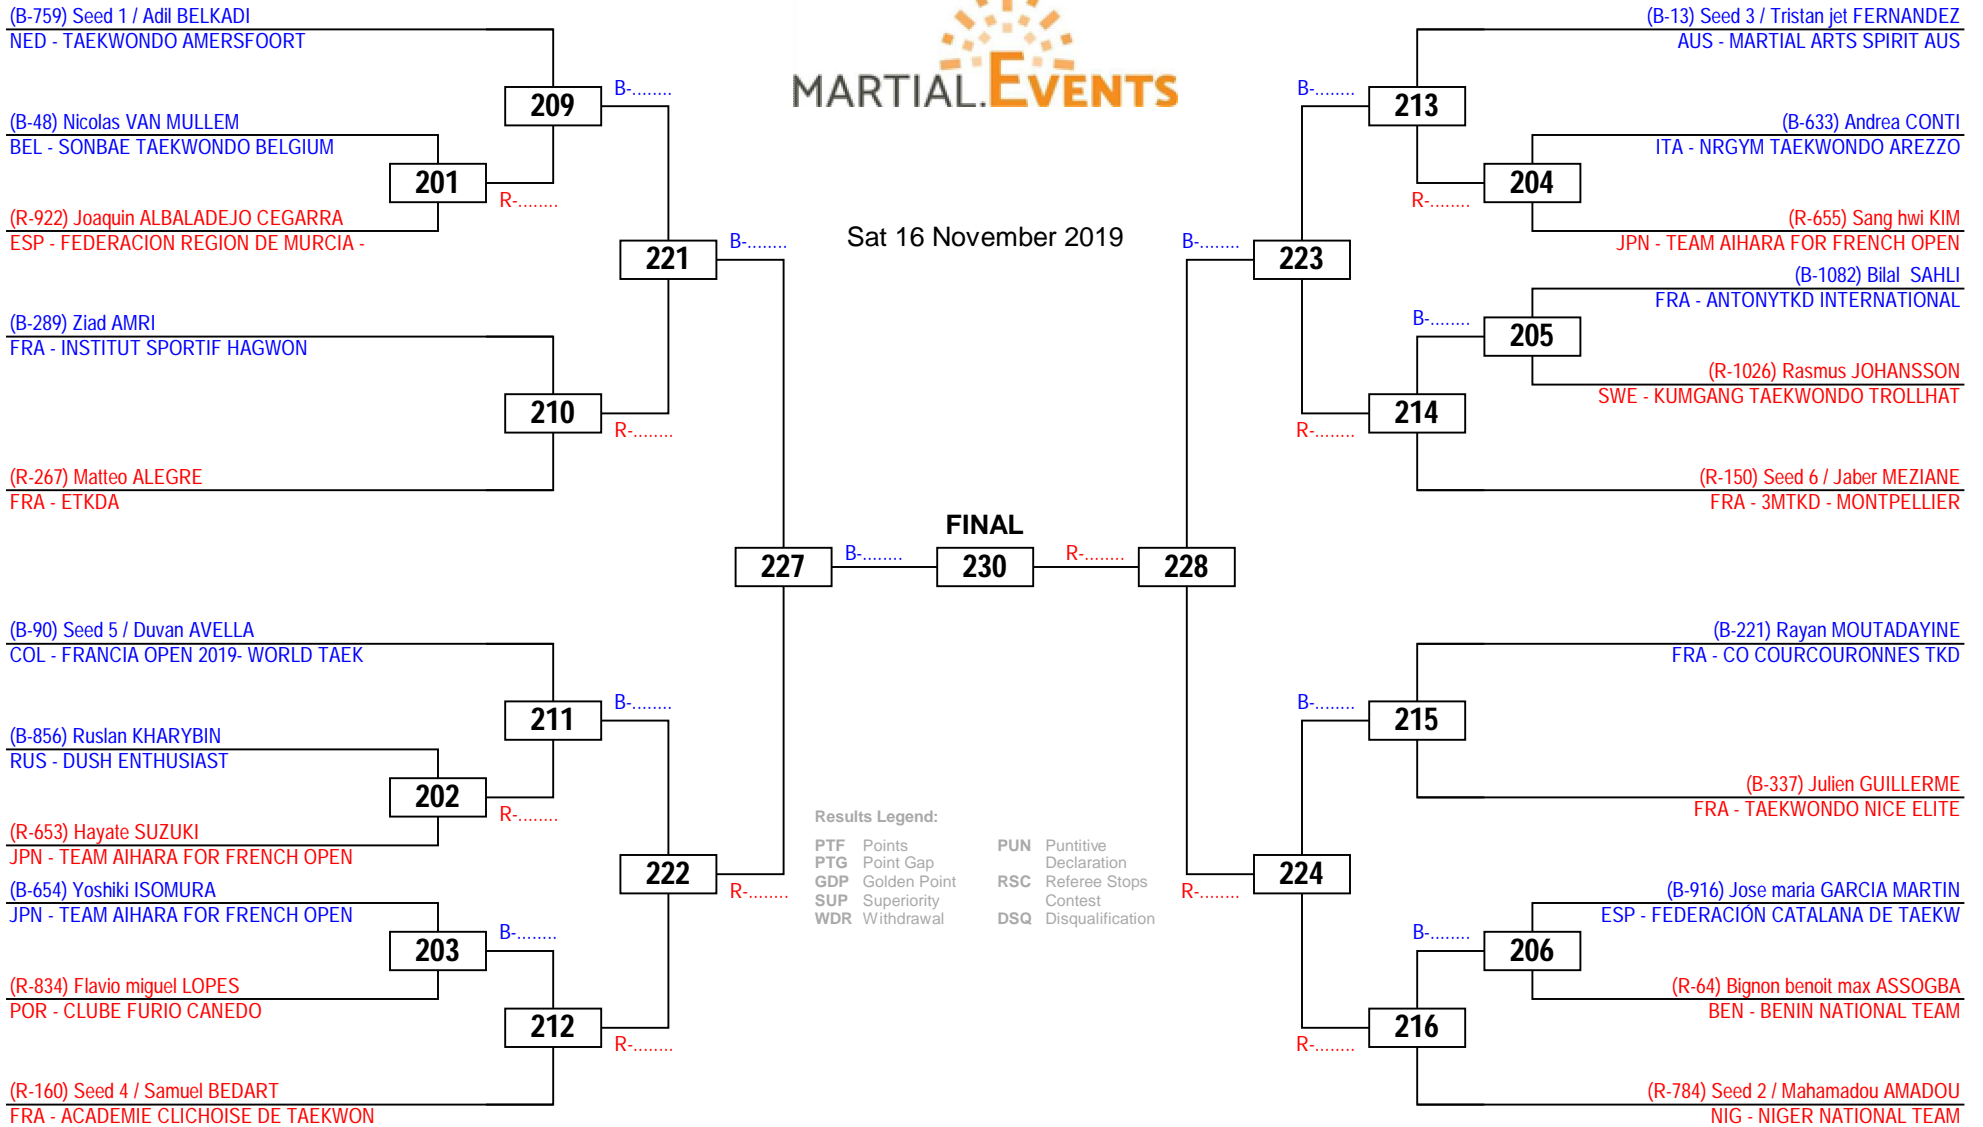 (B-759) Seed 1 / Adil BELKADI
NED - TAEKWONDO AMERSFOORT
209
B-........
(B-48) Nicolas VAN MULLEM
BEL - SONBAE TAEKWONDO BELGIUM
201
R-........
(R-922) Joaquin ALBALADEJO CEGARRA
ESP - FEDERACION REGION DE MURCIA -
221
B-........
(B-289) Ziad AMRI
FRA - INSTITUT SPORTIF HAGWON
210
R-........
(R-267) Matteo ALEGRE
FRA - ETKDA
227
B-........
(B-90) Seed 5 / Duvan AVELLA
COL - FRANCIA OPEN 2019- WORLD TAEK
211
B-........
(B-856) Ruslan KHARYBIN
RUS - DUSH ENTHUSIAST
202
R-........
(R-653) Hayate SUZUKI
JPN - TEAM AIHARA FOR FRENCH OPEN
222
R-........
(B-654) Yoshiki ISOMURA
JPN - TEAM AIHARA FOR FRENCH OPEN
203
B-........
(R-834) Flavio miguel LOPES
POR - CLUBE FURIO CANEDO
212
R-........
(R-160) Seed 4 / Samuel BEDART
FRA - ACADEMIE CLICHOISE DE TAEKWON
MARTIAL.EVENTS
Sat 16 November 2019
FINAL
230
Results Legend:
PTF Points
PTG Point Gap
GDP Golden Point
SUP Superiority
WDR Withdrawal
PUN Puntitive
Declaration
RSC Referee Stops
Contest
DSQ Disqualification
(B-13) Seed 3 / Tristan jet FERNANDEZ
AUS - MARTIAL ARTS SPIRIT AUS
B-........
213
(B-633) Andrea CONTI
ITA - NRGYM TAEKWONDO AREZZO
R-........
204
(R-655) Sang hwi KIM
JPN - TEAM AIHARA FOR FRENCH OPEN
B-........
223
(B-1082) Bilal SAHLI
FRA - ANTONYTKD INTERNATIONAL
B-........
205
(R-1026) Rasmus JOHANSSON
SWE - KUMGANG TAEKWONDO TROLLHAT
R-........
214
(R-150) Seed 6 / Jaber MEZIANE
FRA - 3MTKD - MONTPELLIER
R-........
228
(B-221) Rayan MOUTADAYINE
FRA - CO COURCOURONNES TKD
B-........
215
(B-337) Julien GUILLERME
FRA - TAEKWONDO NICE ELITE
R-........
224
(B-916) Jose maria GARCIA MARTIN
ESP - FEDERACIÓN CATALANA DE TAEKW
B-........
206
(R-64) Bignon benoit max ASSOGBA
BEN - BENIN NATIONAL TEAM
R-........
216
(R-784) Seed 2 / Mahamadou AMADOU
NIG - NIGER NATIONAL TEAM